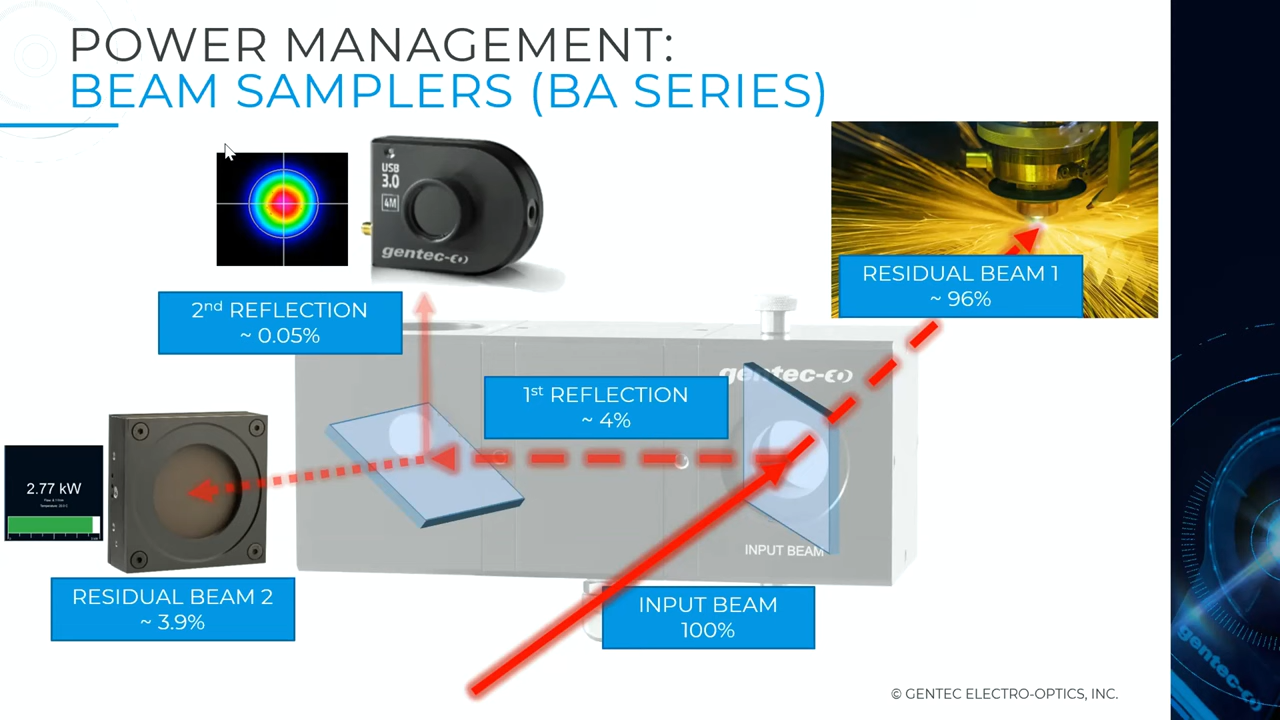 POWER MANAGEMENT:
BEAM SAMPLERS (BA SERIES)
USB
3.0
4M
gentec-eo
2nd REFLECTION
~ 0.05%
RESIDUAL BEAM 1
~ 96%
gentec-eo
1st REFLECTION
~ 4%
2.77 kW
INPUT BEAM
RESIDUAL BEAM 2
~ 3.9%
INPUT BEAM
100%
gentec-eo
© GENTEC ELECTRO-OPTICS, INC.